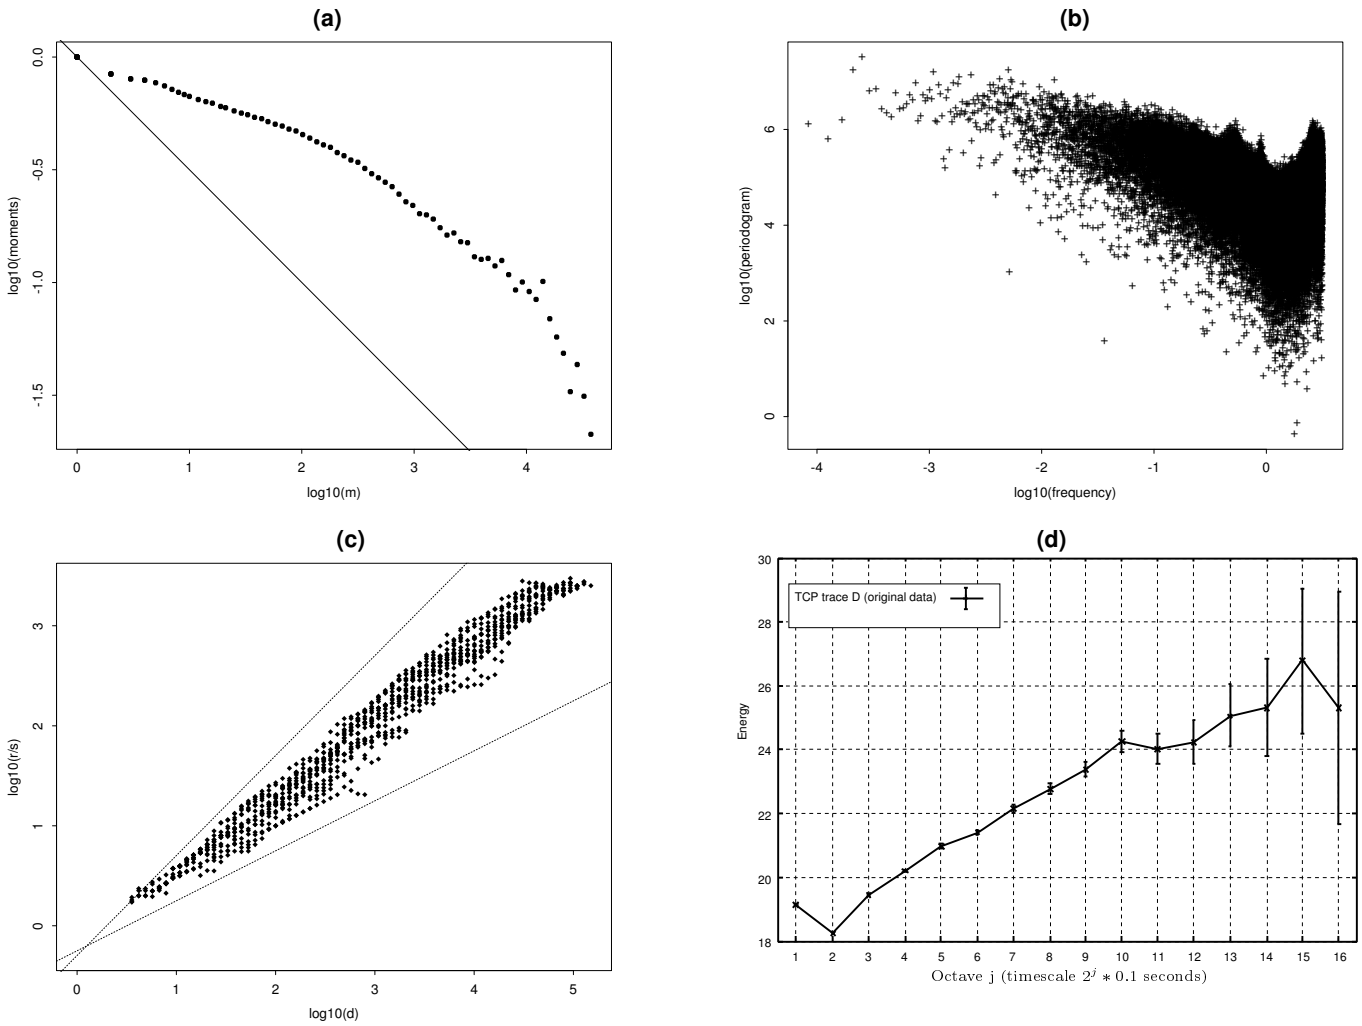 (a)
0.0
-0.5
-1.0
-1.5
log10(moments)
0 1 2 3 4
log10(m)
(b)
6
4
2
0
log10(periodogram)
-4 -3 -2 -1 0
log10(frequency)
(c)
3
2
1
0
log10(r/s)
0 1 2 3 4 5
log10(d)
(d)
30
28
26
24
22
20
18
Energy
TCP trace D (original data)
1 2 3 4 5 6 7 8 9 10 11 12 13 14 15 16
Octave j (timescale 2^j * 0.1 seconds)